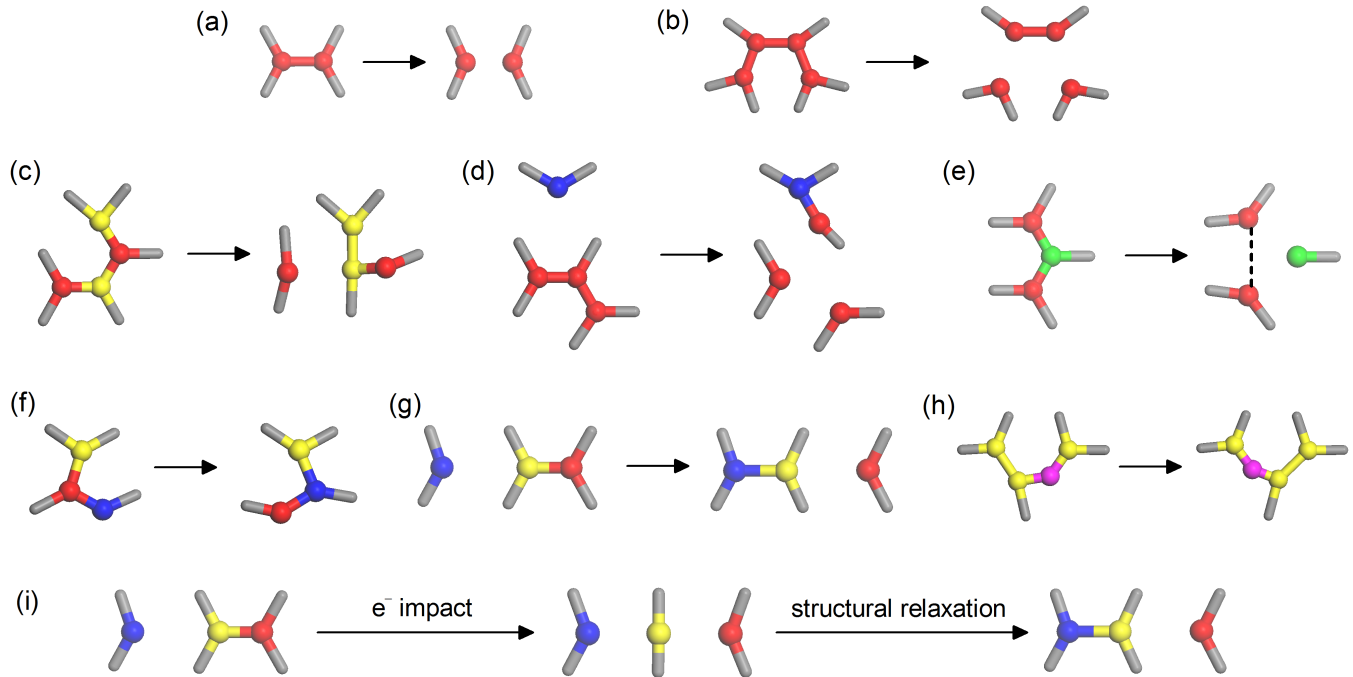 (a)
(b)
(c)
(d)
(e)
(f)
(g)
(h)
(i)
e⁻ impact
structural relaxation